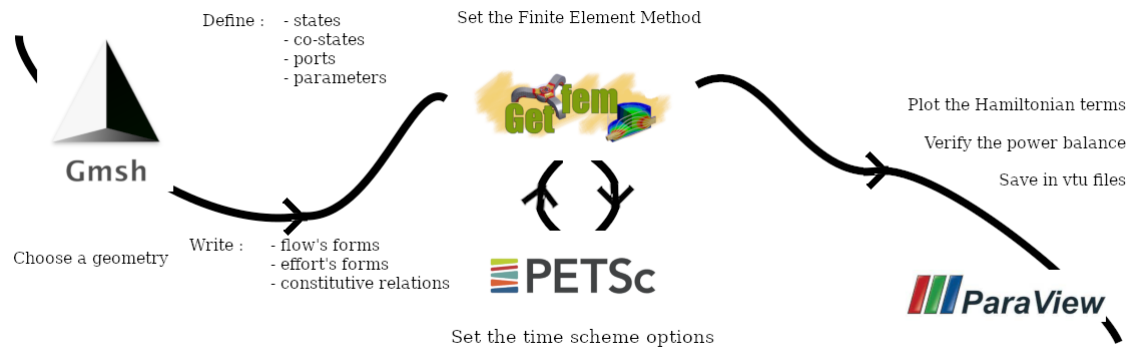 Define :
- states
- co-states
- ports
- parameters
Gmsh
Choose a geometry
Write :
- flow's forms
- effort's forms
- constitutive relations
Set the Finite Element Method
Getfem
PETSc
Set the time scheme options
Plot the Hamiltonian terms
Verify the power balance
Save in vtu files
ParaView